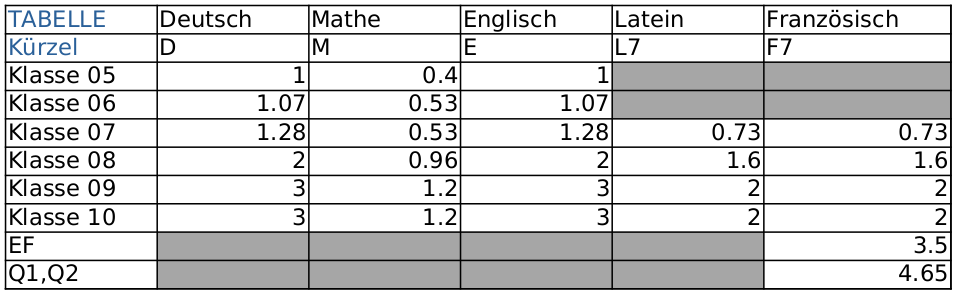 TABELLE Deutsch Mathe Englisch Latein Französisch
Kürzel D M E L7 F7
Klasse 05 1 0.4 1
Klasse 06 1.07 0.53 1.07
Klasse 07 1.28 0.53 1.28 0.73 0.73
Klasse 08 2 0.96 2 1.6 1.6
Klasse 09 3 1.2 3 2 2
Klasse 10 3 1.2 3 2 2
EF 3.5
Q1,Q2 4.65